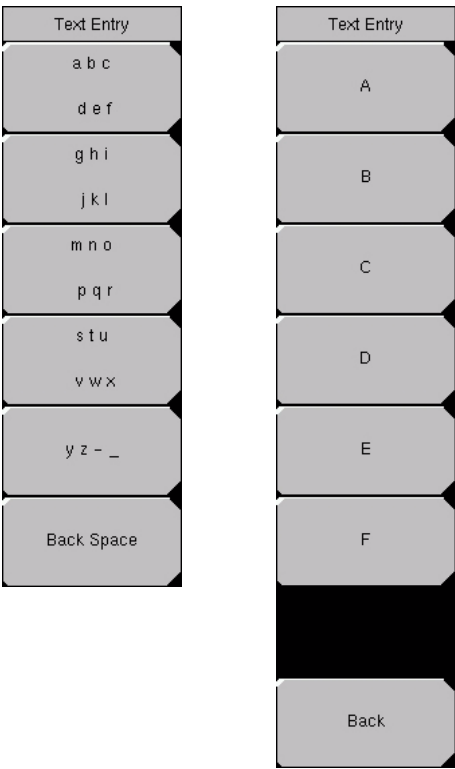 Text Entry
a b c
d e f
g h i
j k l
m n o
p q r
s t u
v w x
y z – _
Back Space
Text Entry
A
B
C
D
E
F
Back